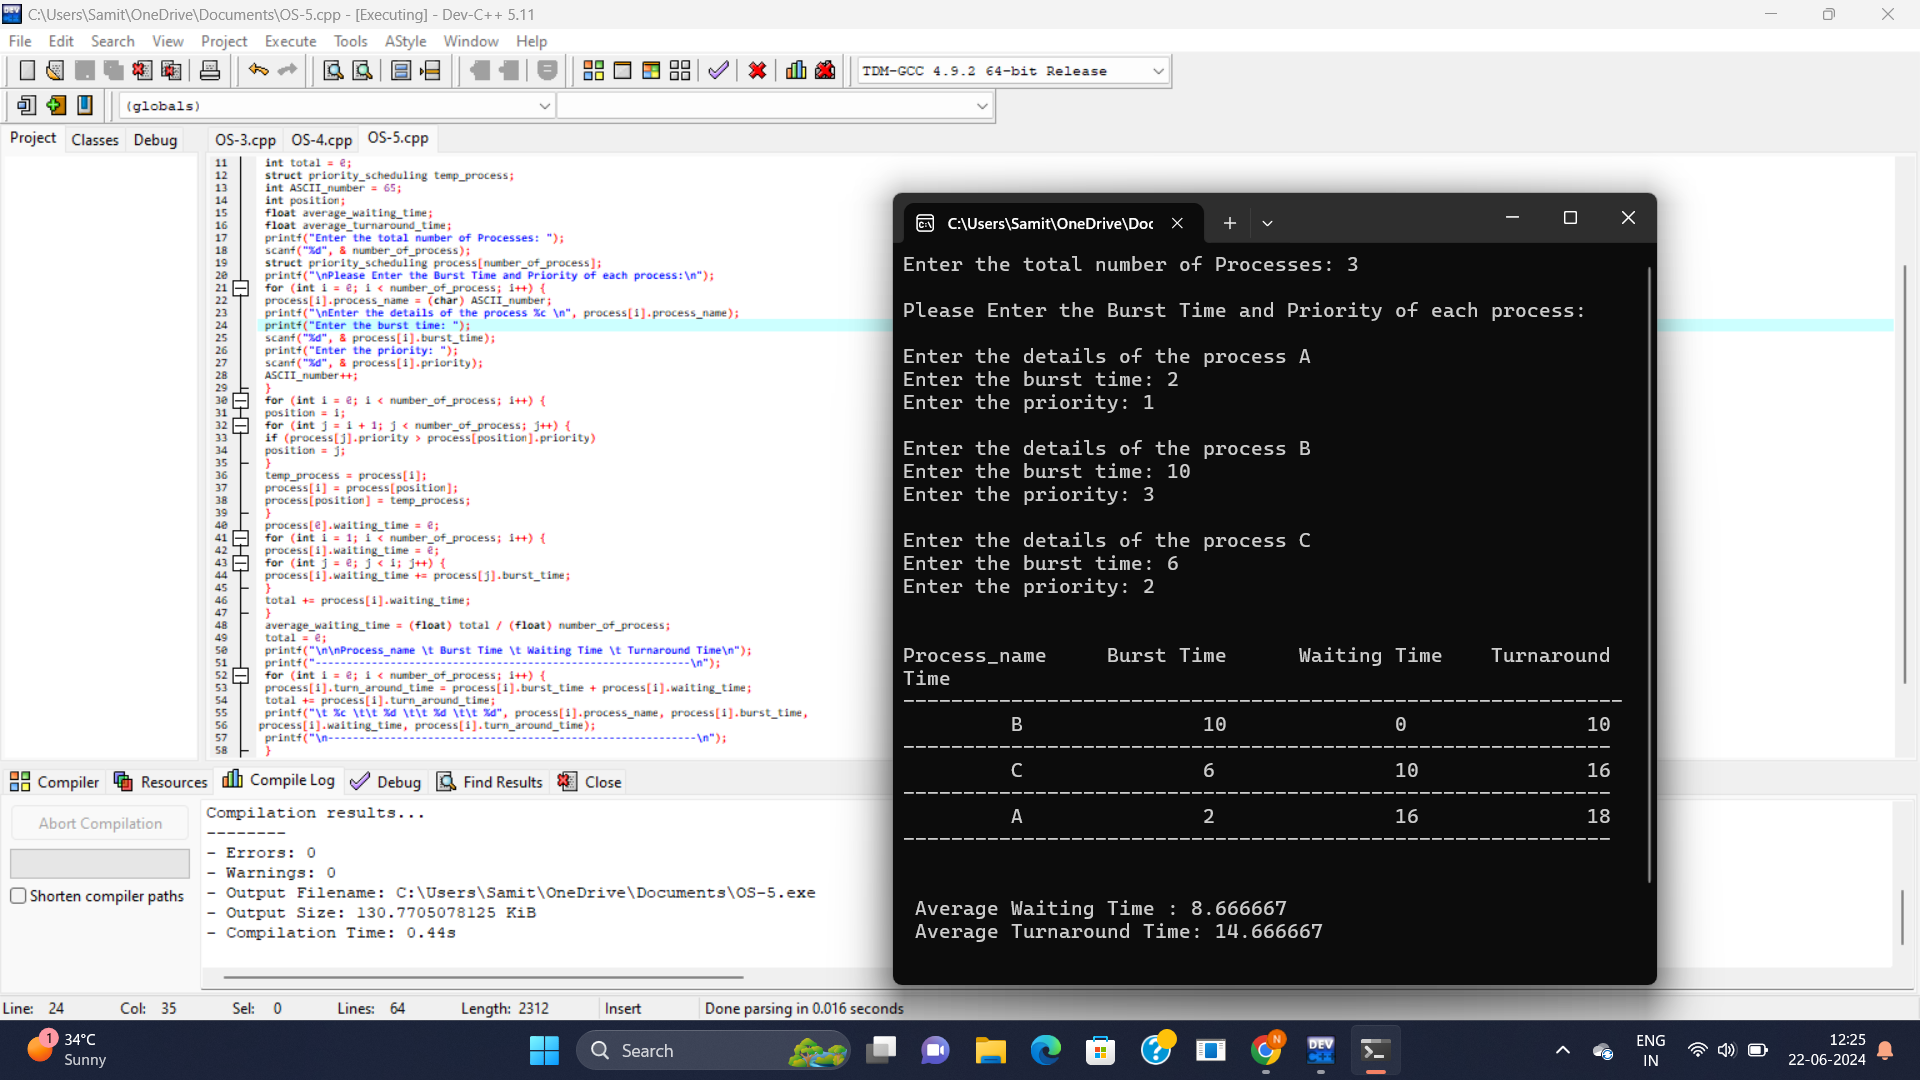 C:\Users\Samit\OneDrive\Documents\OS-5.cpp - [Executing] - Dev-C++ 5.11
File Edit Search View Project Execute Tools AStyle Window Help
TDM-GCC 4.9.2 64-bit Release
(globals)
Project Classes Debug
OS-3.cpp OS-4.cpp OS-5.cpp
11 int total = 0;
12 struct priority_scheduling temp_process;
13 int ASCII_number = 65;
14 int position;
15 float average_waiting_time;
16 float average_turnaround_time;
17 printf("Enter the total number of Processes: ");
18 scanf("%d", & number_of_process);
19 struct priority_scheduling process[number_of_process];
20 printf("\nPlease Enter the Burst Time and Priority of each process:\n");
21 for (int i = 0; i < number_of_process; i++) {
22 process[i].process_name = (char) ASCII_number;
23 printf("\nEnter the details of the process %c \n", process[i].process_name);
24 printf("Enter the burst time: ");
25 scanf("%d", & process[i].burst_time);
26 printf("Enter the priority: ");
27 scanf("%d", & process[i].priority);
28 ASCII_number++;
29 }
30 for (int i = 0; i < number_of_process; i++) {
31 position = i;
32 for (int j = i + 1; j < number_of_process; j++) {
33 if (process[j].priority > process[position].priority)
34 position = j;
35 }
36 temp_process = process[i];
37 process[i] = process[position];
38 process[position] = temp_process;
39 }
40 process[0].waiting_time = 0;
41 for (int i = 1; i < number_of_process; i++) {
42 process[i].waiting_time = 0;
43 for (int j = 0; j < i; j++) {
44 process[i].waiting_time += process[j].burst_time;
45 }
46 total += process[i].waiting_time;
47 }
48 average_waiting_time = (float) total / (float) number_of_process;
49 total = 0;
50 printf("\n\nProcess_name \t Burst Time \t Waiting Time \t Turnaround Time\n");
51 printf("------------------------------------------------------------\n");
52 for (int i = 0; i < number_of_process; i++) {
53 process[i].turn_around_time = process[i].burst_time + process[i].waiting_time;
54 total += process[i].turn_around_time;
55 printf("\t %c \t\t %d \t\t %d \t\t %d", process[i].process_name, process[i].burst_time,
56 process[i].waiting_time, process[i].turn_around_time);
57 printf("\n-----------------------------------------------------------\n");
58 }
C:\Users\Samit\OneDrive\Doc
Enter the total number of Processes: 3
Please Enter the Burst Time and Priority of each process:
Enter the details of the process A
Enter the burst time: 2
Enter the priority: 1
Enter the details of the process B
Enter the burst time: 10
Enter the priority: 3
Enter the details of the process C
Enter the burst time: 6
Enter the priority: 2
Process_name Burst Time Waiting Time Turnaround
Time
------------------------------------------------------------
B 10 0 10
-----------------------------------------------------------
C 6 10 16
-----------------------------------------------------------
A 2 16 18
-----------------------------------------------------------
Average Waiting Time : 8.666667
Average Turnaround Time: 14.666667
Compiler Resources Compile Log Debug Find Results Close
Abort Compilation
Shorten compiler paths
Compilation results...
--------
- Errors: 0
- Warnings: 0
- Output Filename: C:\Users\Samit\OneDrive\Documents\OS-5.exe
- Output Size: 130.7705078125 KiB
- Compilation Time: 0.44s
Line: 24 Col: 35 Sel: 0 Lines: 64 Length: 2312 Insert Done parsing in 0.016 seconds
1
34°C
Sunny
Search
N
DEV
ENG
IN
12:25
22-06-2024